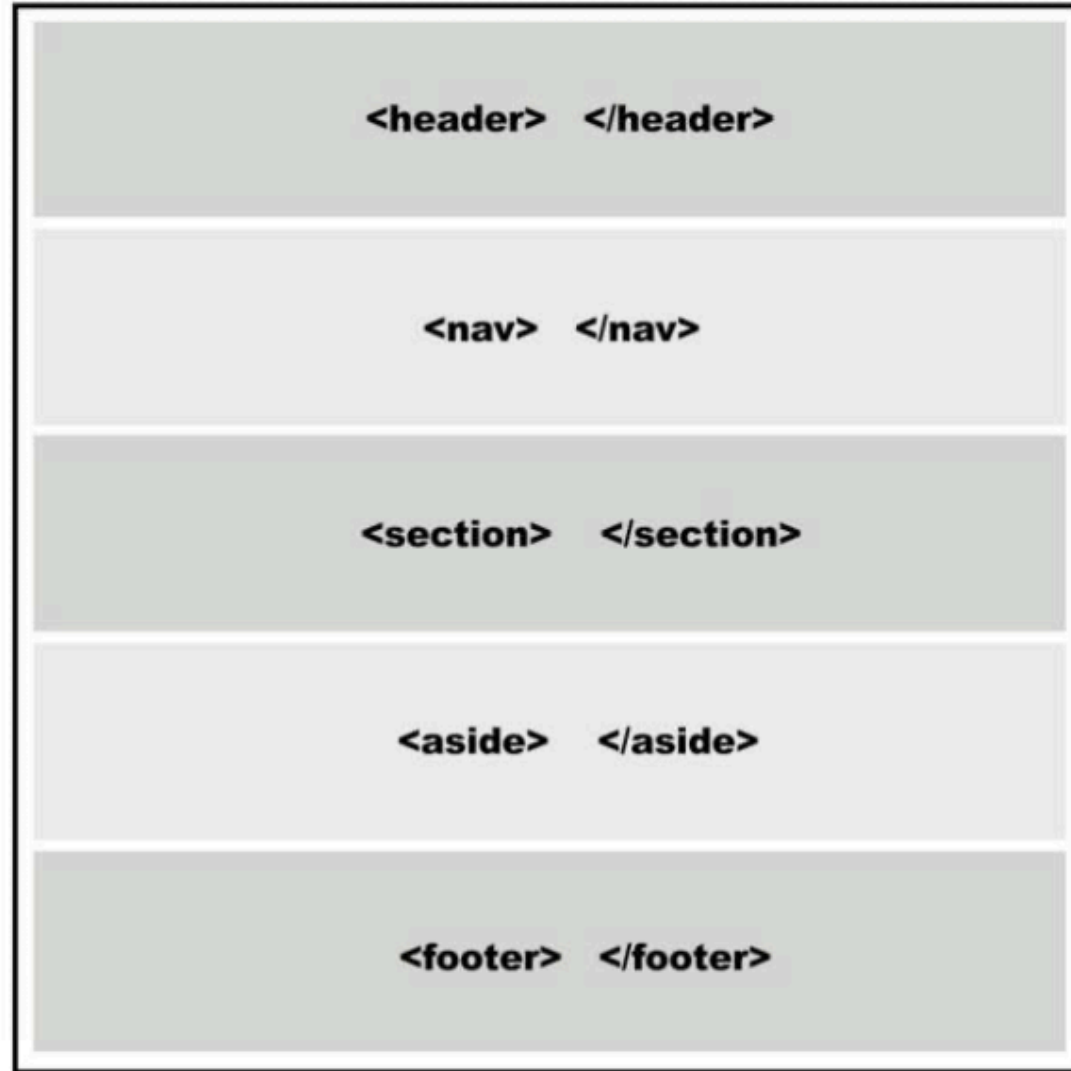 <header> </header>
<nav> </nav>
<section> </section>
<aside> </aside>
<footer> </footer>